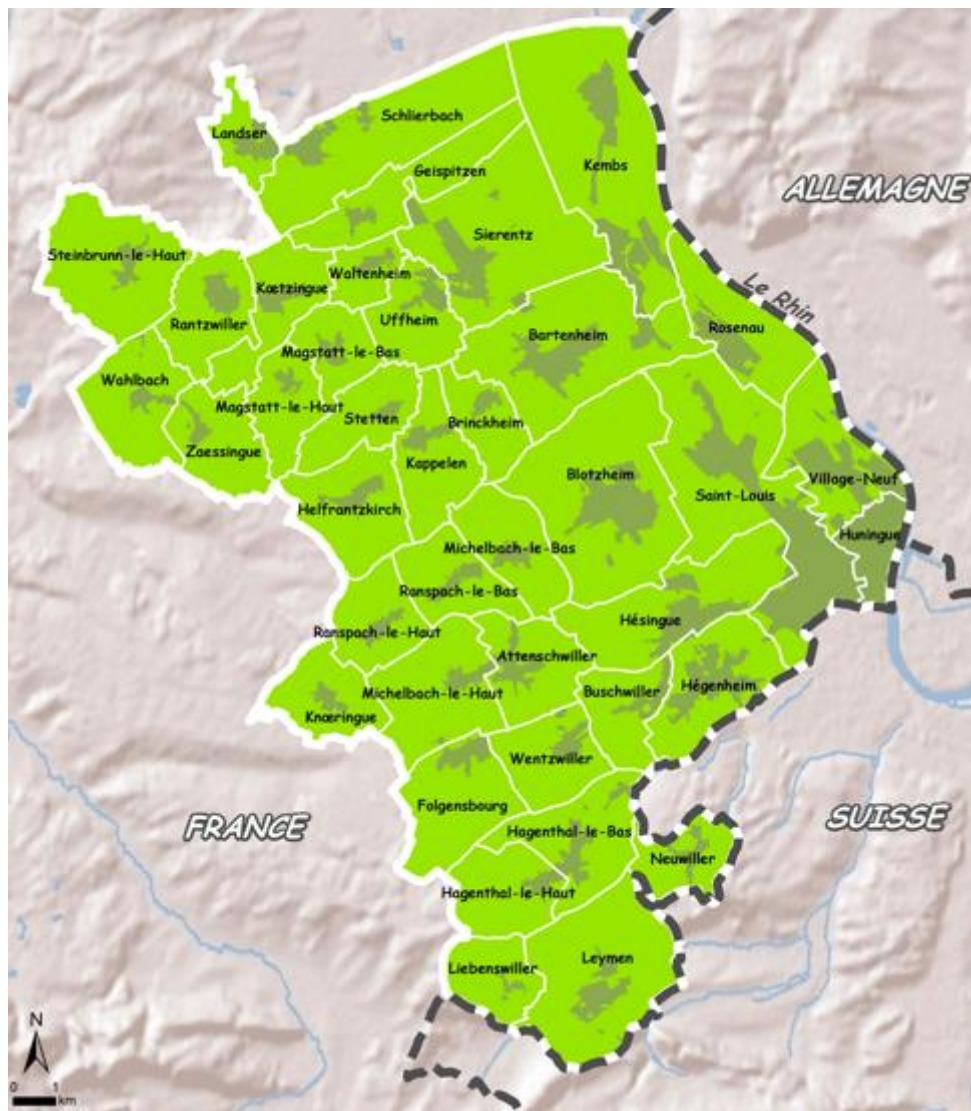 Landser
Schlierbach
Geispitzen
Kembs
ALLEMAGNE
Steinbrunn-le-Haut
Sierentz
Waltenheim
Kœtzingue
Le Rhin
Rantzwiller
Uffheim
Rosenau
Bartenheim
Magstatt-le-Bas
Wahlbach
Magstatt-le-Haut
Stetten
Brinckheim
Zaessingue
Kappelen
Blotzheim
Village-Neuf
Saint-Louis
Helfrantzkirch
Huningue
Michelbach-le-Bas
Ranspach-le-Bas
Hésingue
Ranspach-le-Haut
Attenschwiller
Hégenheim
Michelbach-le-Haut
Buschwiller
Knœringue
Wentzwiller
Folgensbourg
SUISSE
FRANCE
Hagenthal-le-Bas
Neuwiller
Hagenthal-le-Haut
Leymen
Liebenswiller
N
0 1
km